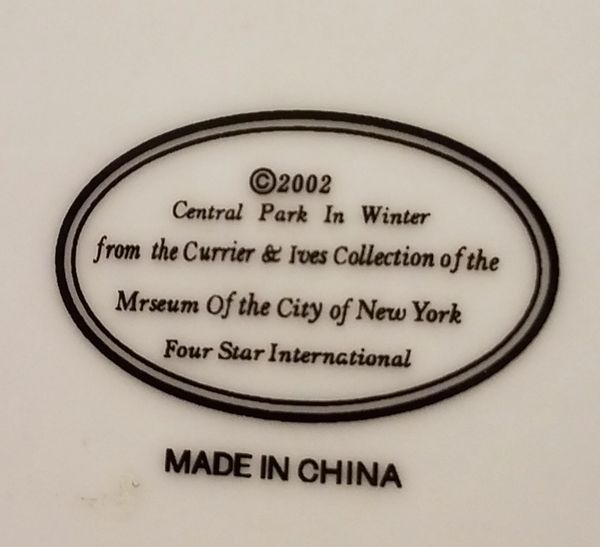 ©2002
Central Park In Winter
from the Currier & Ives Collection of the
Mrseum Of the City of New York
Four Star International
MADE IN CHINA